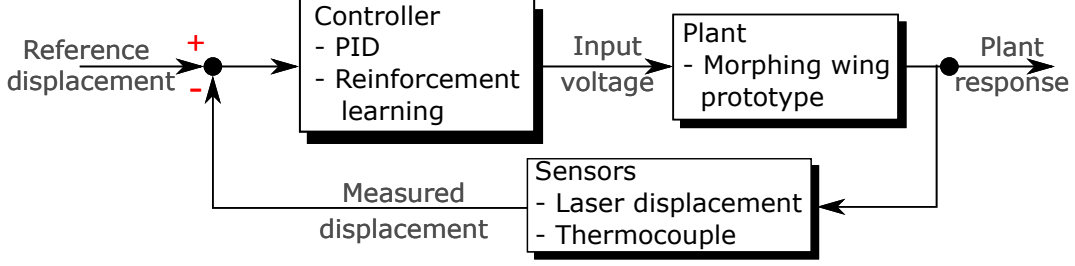 Reference
displacement
+
-
Controller
- PID
- Reinforcement
learning
Input
voltage
Plant
- Morphing wing
prototype
Plant
response
Sensors
- Laser displacement
- Thermocouple
Measured
displacement